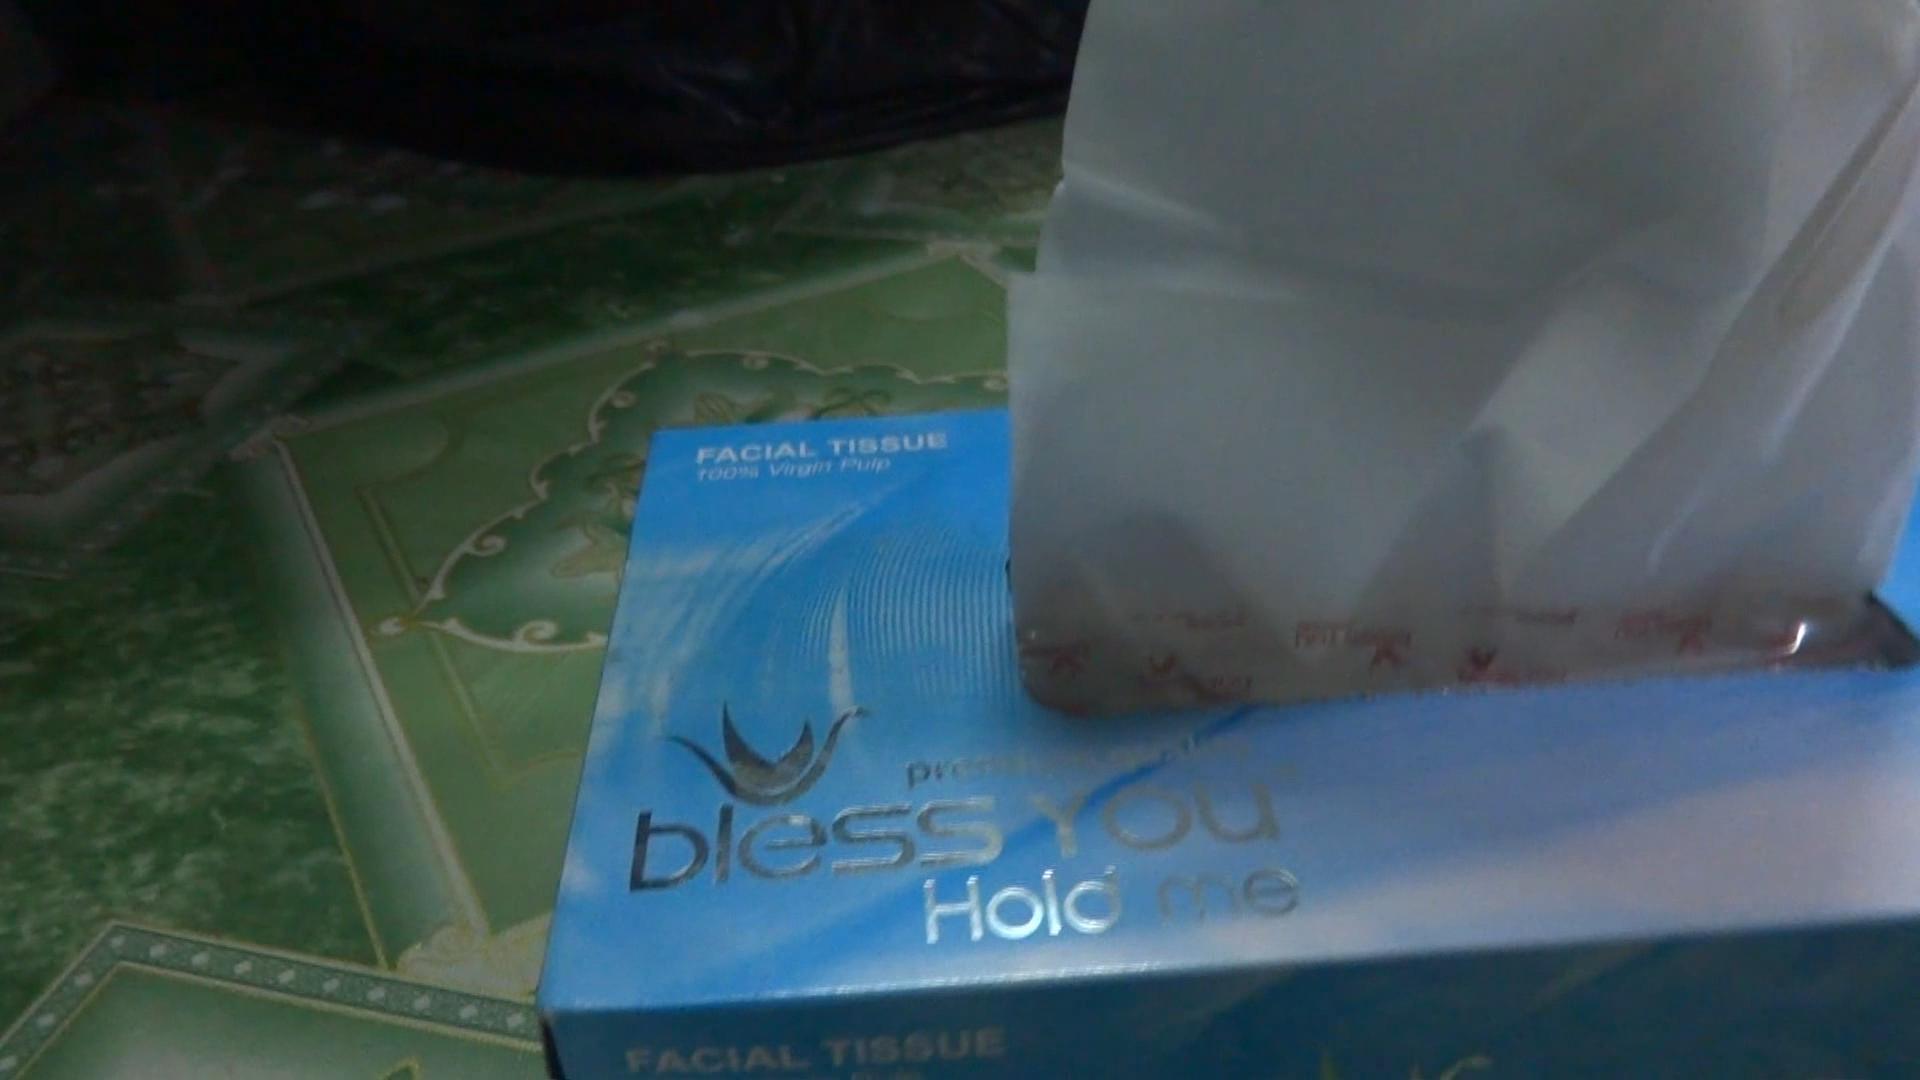 FACIAL TISSUE
100% Virgin Pulp
bless YOU
Hold me
FACIAL TISSUE